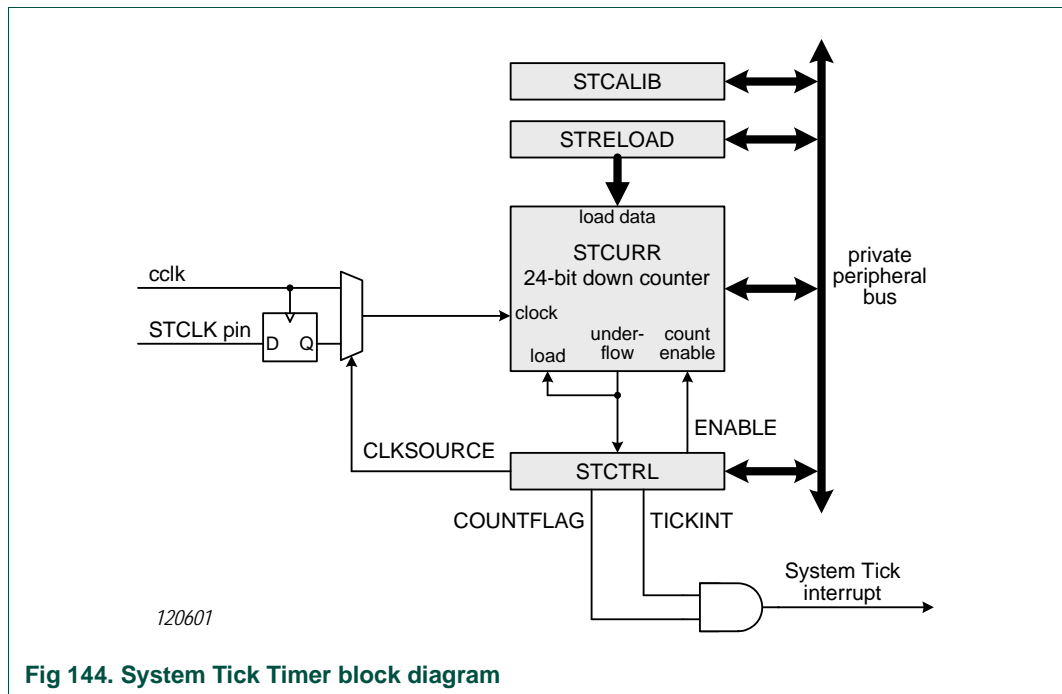 STCALIB
STRELOAD
load data
STCURR
24-bit down counter
private
peripheral
bus
cclk
clock
STCLK pin
D Q
under-
flow
count
enable
load
ENABLE
CLKSOURCE
STCTRL
COUNTFLAG
TICKINT
System Tick
interrupt
120601
Fig 144. System Tick Timer block diagram